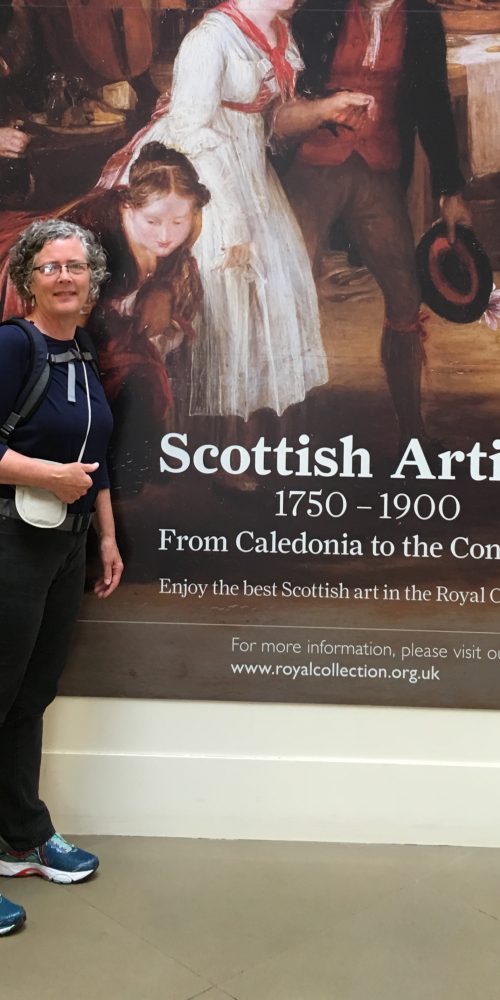 Scottish Arti
1750 – 1900
From Caledonia to the Con
Enjoy the best Scottish art in the Royal C
For more information, please visit ou
www.royalcollection.org.uk